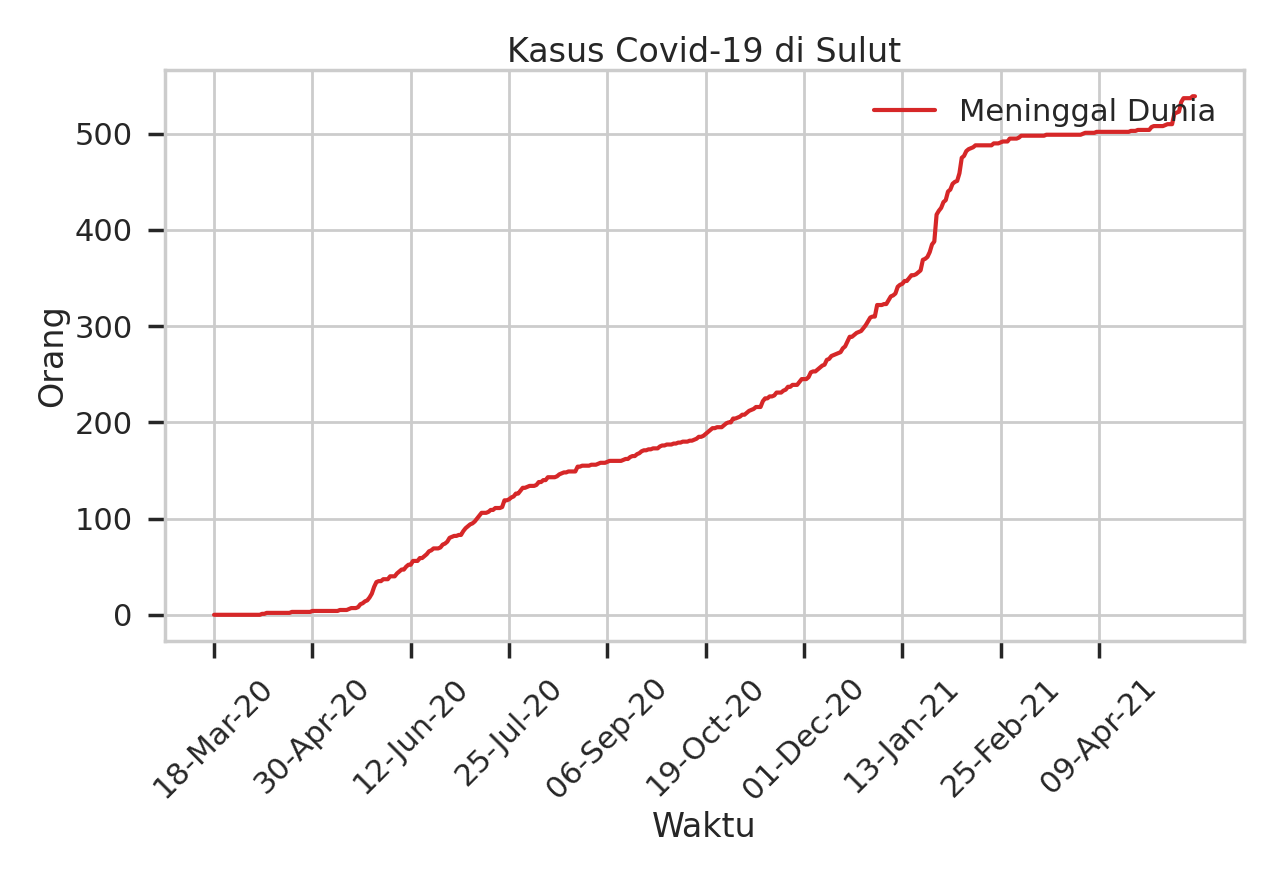 Kasus Covid-19 di Sulut
Meninggal Dunia
Orang
500
400
300
200
100
0
18-Mar-20
30-Apr-20
12-Jun-20
25-Jul-20
06-Sep-20
19-Oct-20
01-Dec-20
13-Jan-21
25-Feb-21
09-Apr-21
Waktu